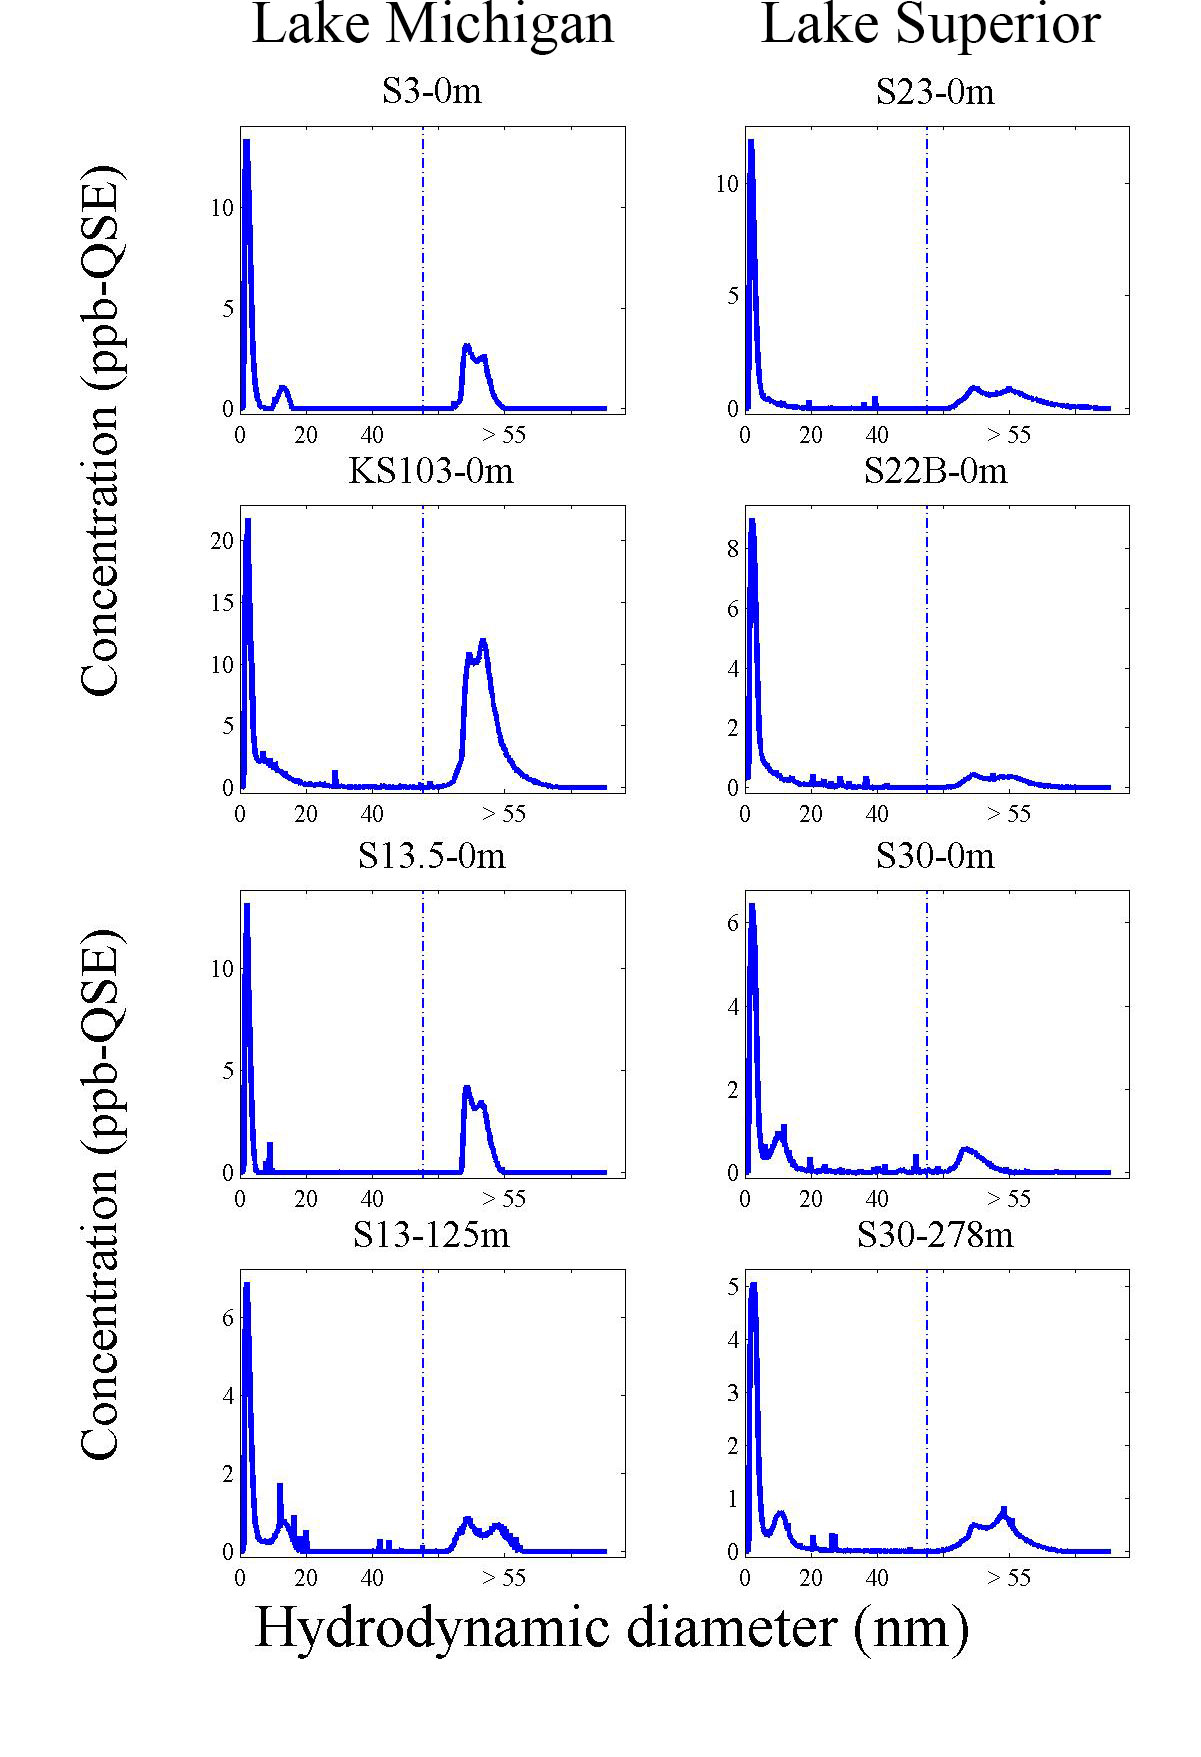 Lake Michigan Lake Superior
S3-0m S23-0m
Concentration (ppb-QSE)
10
5
0
0 20 40 > 55
10
5
0
0 20 40 > 55
KS103-0m S22B-0m
20
15
10
5
0
0 20 40 > 55
8
6
4
2
0
0 20 40 > 55
S13.5-0m S30-0m
Concentration (ppb-QSE)
10
5
0
0 20 40 > 55
6
4
2
0
0 20 40 > 55
S13-125m S30-278m
6
4
2
0
0 20 40 > 55
5
4
3
2
1
0
0 20 40 > 55
Hydrodynamic diameter (nm)